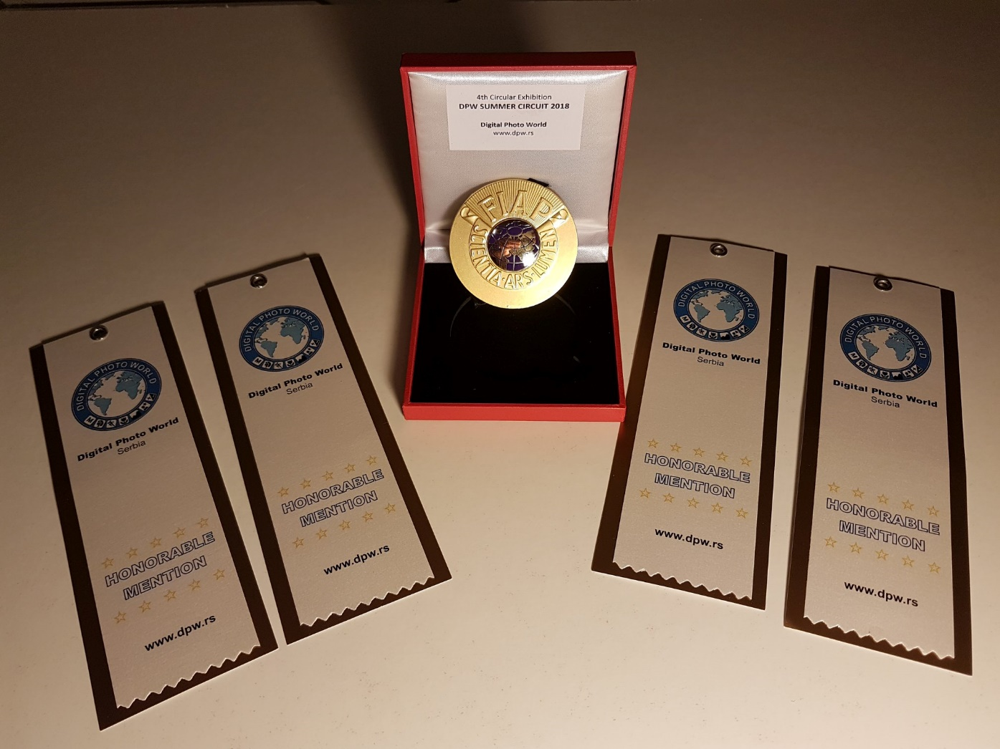 4th Circular Exhibition
DPW SUMMER CIRCUIT 2018
Digital Photo World
www.dpw.rs
FIAP
SCIENTIA·ARS·LUMEN
DIGITAL PHOTO WORLD
Digital Photo World
Serbia
HONORABLE
MENTION
www.dpw.rs
DIGITAL PHOTO WORLD
Digital Photo World
Serbia
HONORABLE
MENTION
www.dpw.rs
DIGITAL PHOTO WORLD
Digital Photo World
Serbia
HONORABLE
MENTION
www.dpw.rs
DIGITAL PHOTO WORLD
Digital Photo World
Serbia
HONORABLE
MENTION
www.dpw.rs